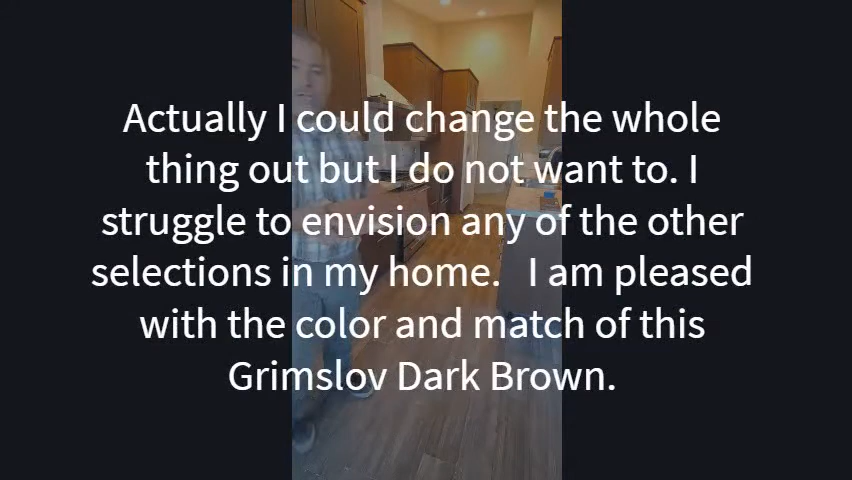 Actually I could change the whole
thing out but I do not want to. I
struggle to envision any of the other
selections in my home.   I am pleased
with the color and match of this
Grimslov Dark Brown.